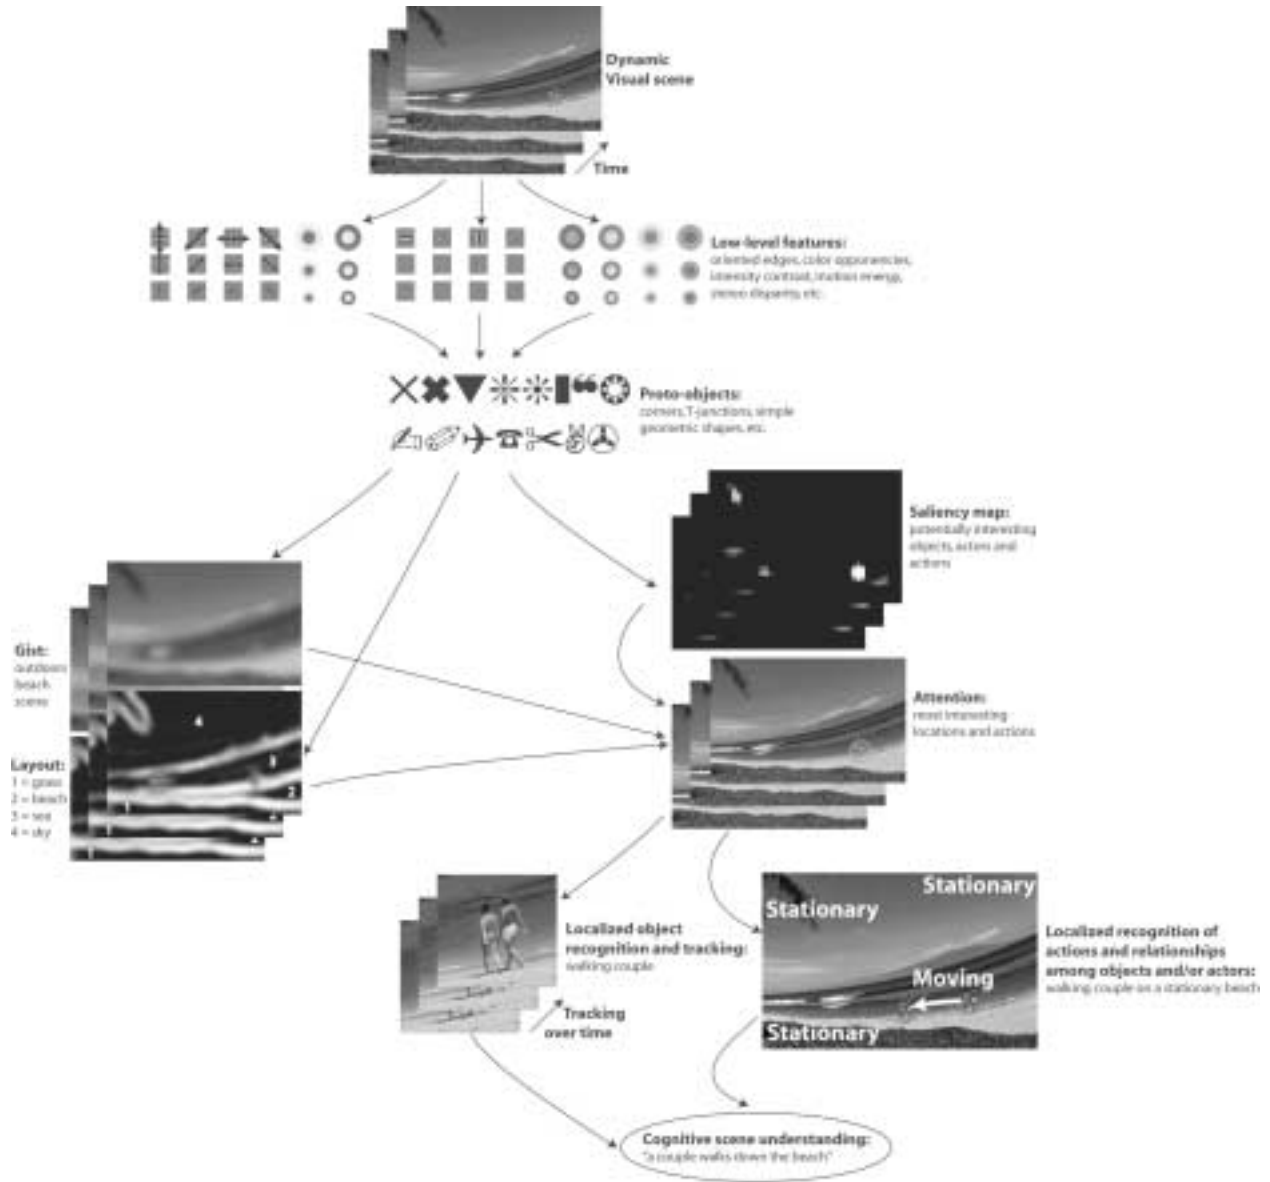 Dynamic
Visual scene
Time
Low-level features:
oriented edges, color opponencies,
intensity contrast, motion energy,
stereo disparity, etc.
Proto-objects:
corners, T-junctions, simple
geometric shapes, etc.
Saliency map:
potentially interesting
objects, actors and
actions
Gist:
outdoors
beach
scene
Layout:
1 = grass
2 = beach
3 = sea
4 = sky
4
3
2
1
Attention:
most interesting
locations and actions
Localized object
recognition and tracking:
walking couple
Tracking
over time
Stationary
Stationary
Moving
Stationary
Localized recognition of
actions and relationships
among objects and/or actors:
walking couple on a stationary beach
Cognitive scene understanding:
"a couple walks down the beach"